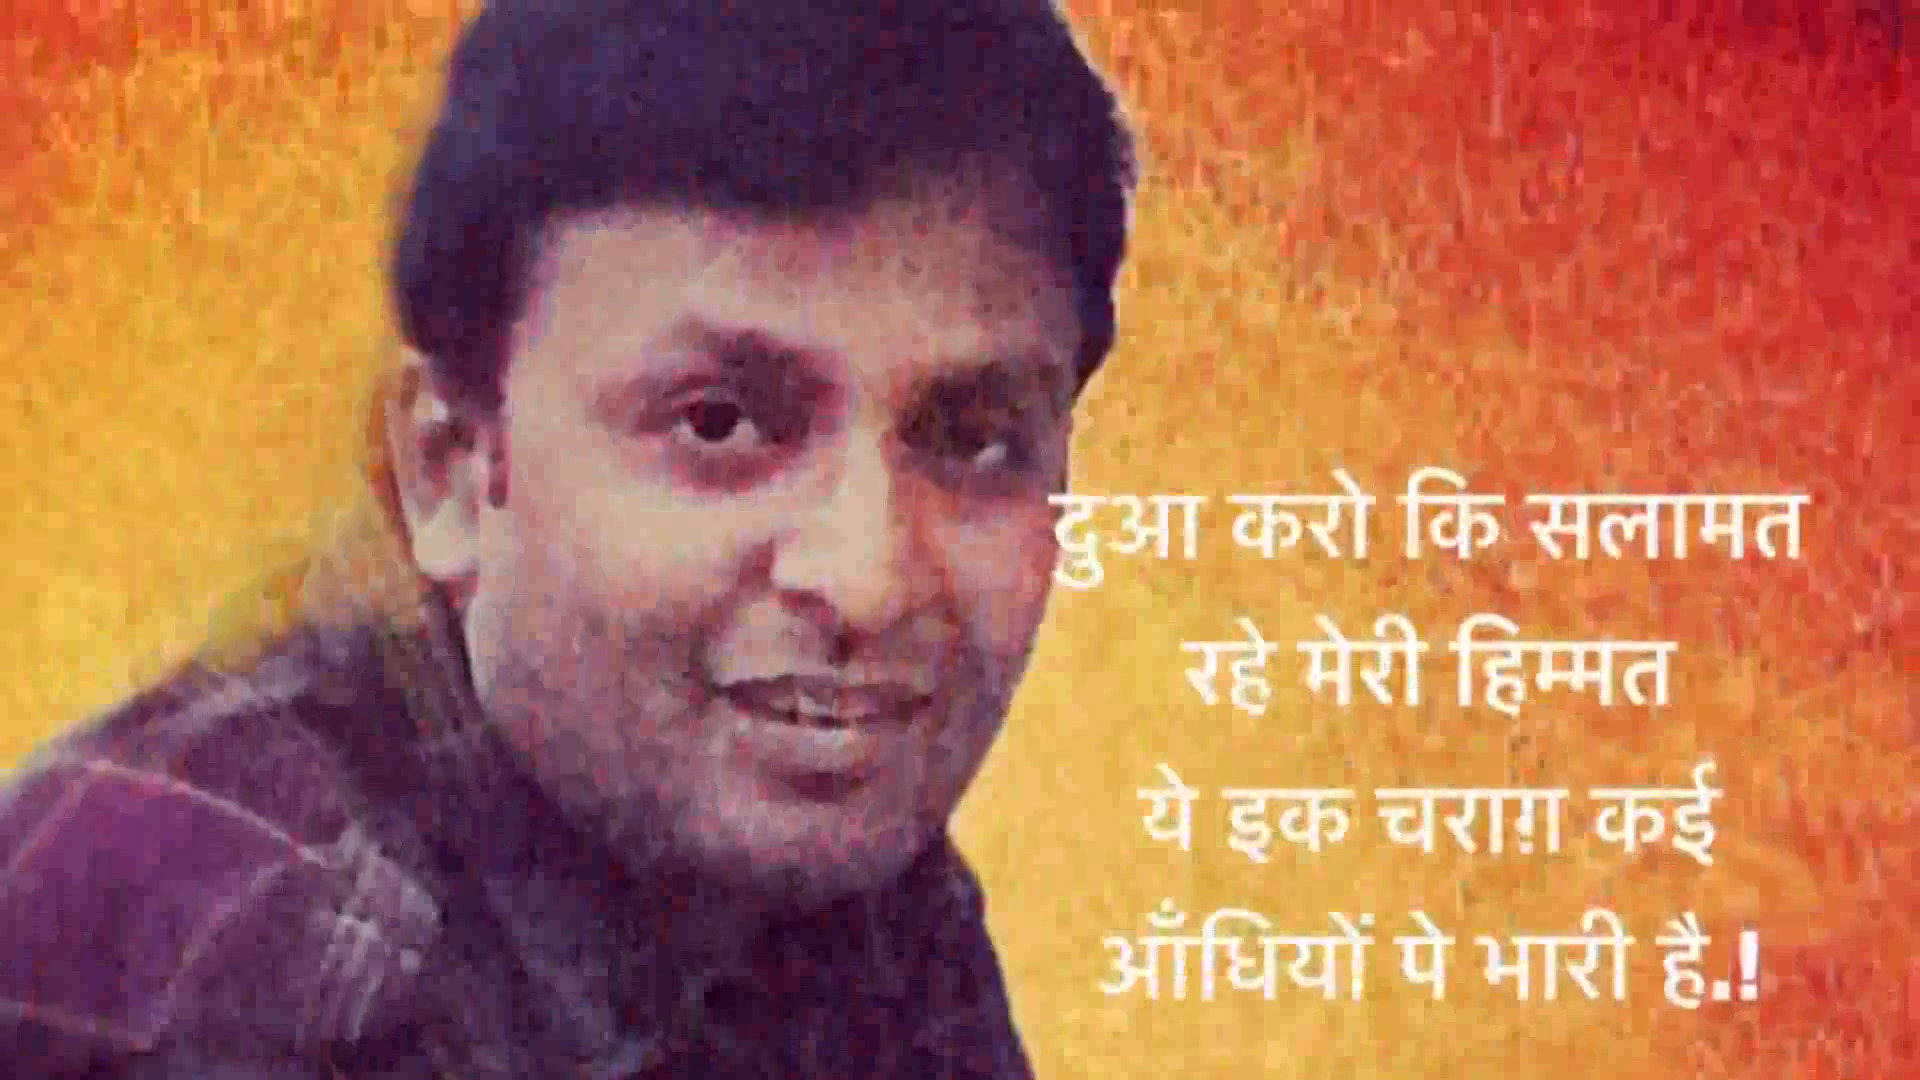 दुआ करो कि सलामत
रहे मेरी हिम्मत
ये इक चराग़ कई
आँधियों पे भारी है.!